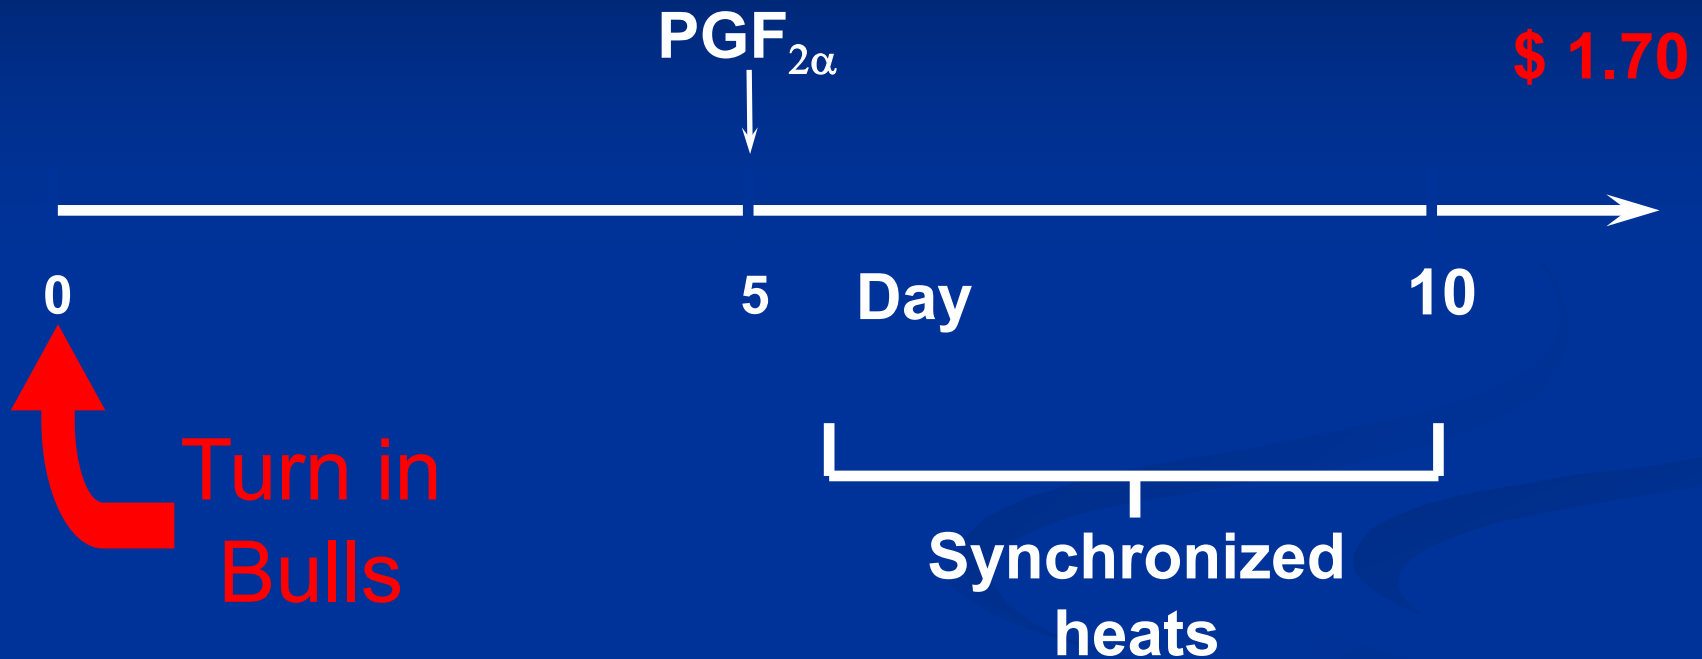 PGF2α
$ 1.70
0 5 Day 10
Turn in
Bulls
Synchronized
heats